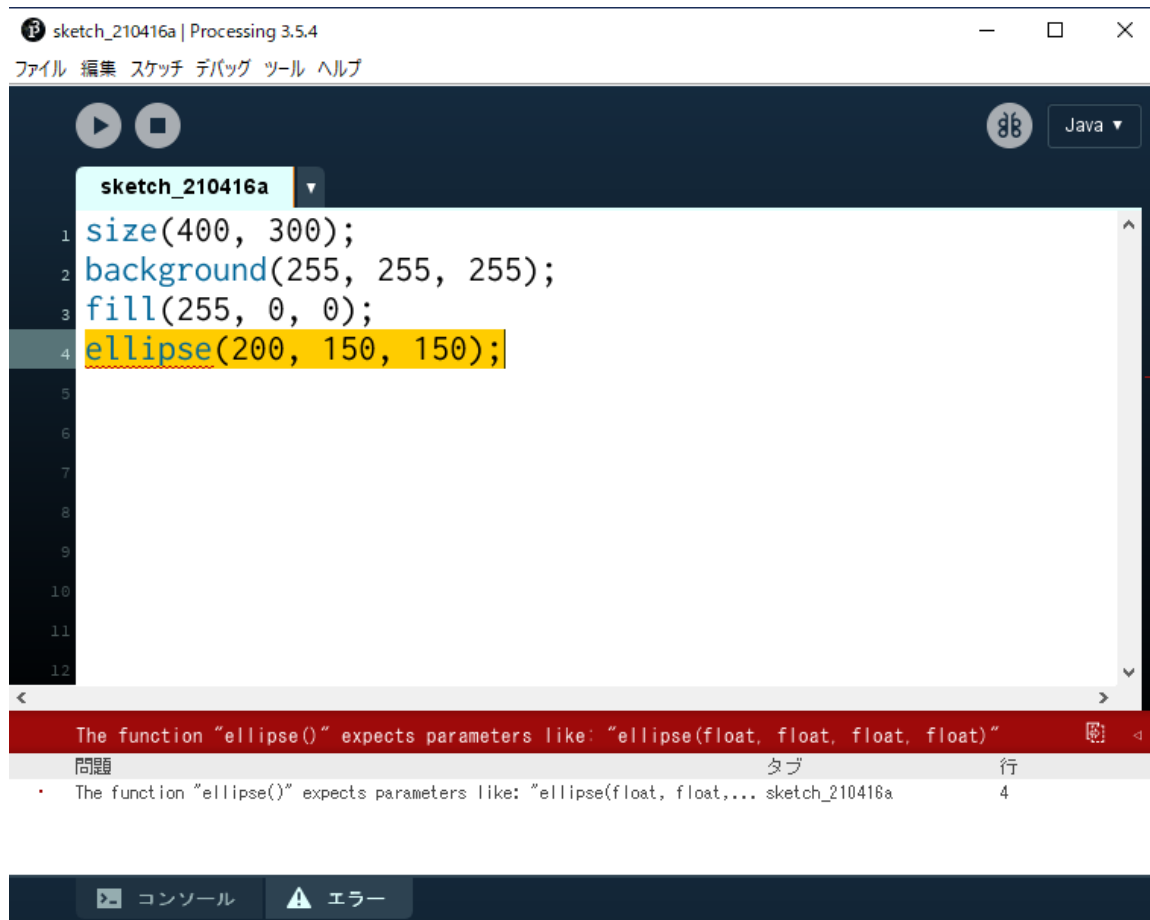 sketch_210416a | Processing 3.5.4
ファイル 編集 スケッチ デバッグ ツール ヘルプ
Java ▼
sketch_210416a ▼
1 size(400, 300);
2 background(255, 255, 255);
3 fill(255, 0, 0);
4 ellipse(200, 150, 150);
5
6
7
8
9
10
11
12
The function "ellipse()" expects parameters like: "ellipse(float, float, float, float)"
問題 タブ 行
The function "ellipse()" expects parameters like: "ellipse(float, float,... sketch_210416a 4
コンソール エラー